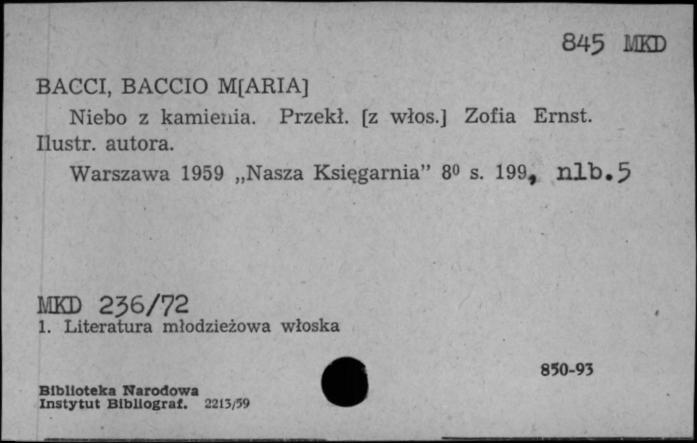 845 MKD
BACCI, BACCIO M[ARIA]
Niebo z kamienia. Przekł. [z włos.] Zofia Ernst.
Ilustr. autora.
Warszawa 1959 „Nasza Księgarnia” 8⁰ s. 199, nlb.5
MKD 236/72
1. Literatura młodzieżowa włoska
850-93
Biblioteka Narodowa
Instytut Bibliograf. 2213/59